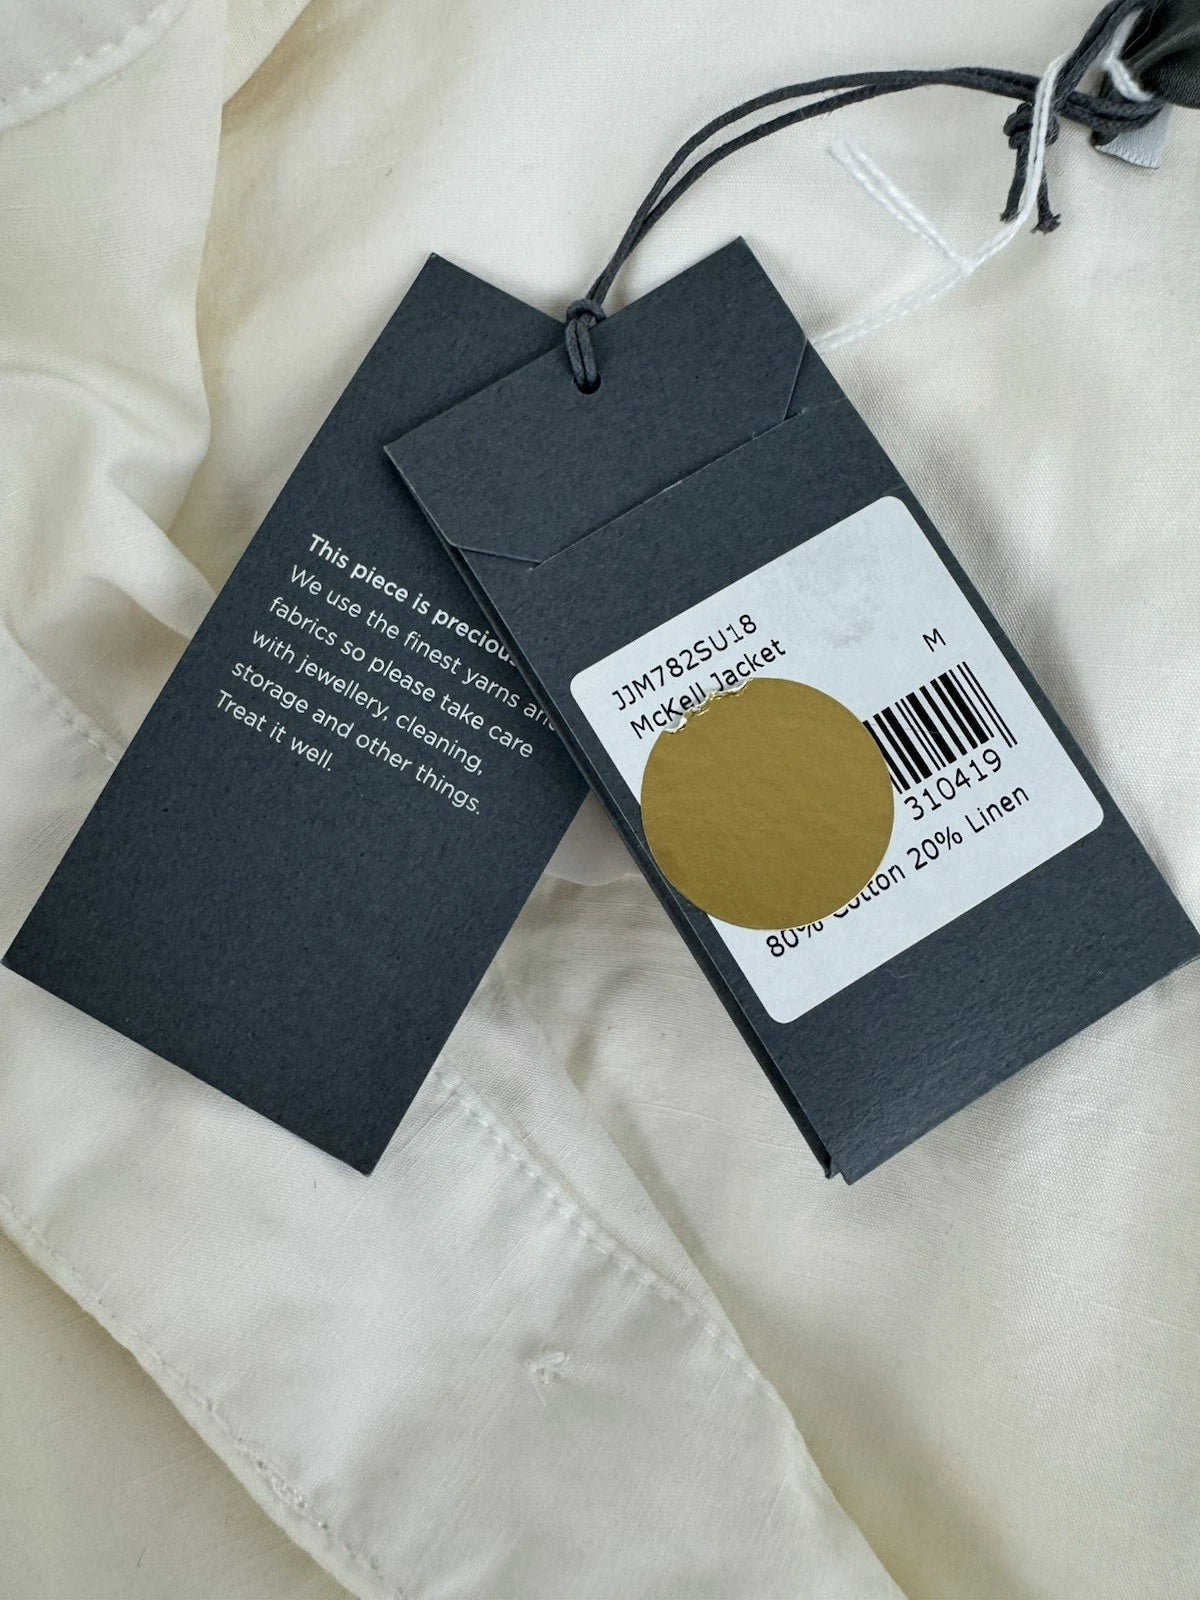 This piece is precious
We use the finest yarns and
fabrics so please take care
with jewellery, cleaning,
storage and other things.
Treat it well.
JJM782SU18
McKell Jacket
M
310419
80% Cotton 20% Linen